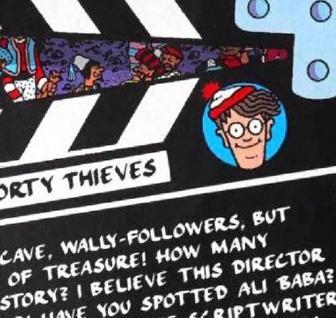 ORTY THIEVES
CAVE, WALLY-FOLLOWERS, BUT
OF TREASURE! HOW MANY
STORY? I BELIEVE THIS DIRECTOR
HAVE YOU SPOTTED ALI BABA?
SCRIPTWRITER